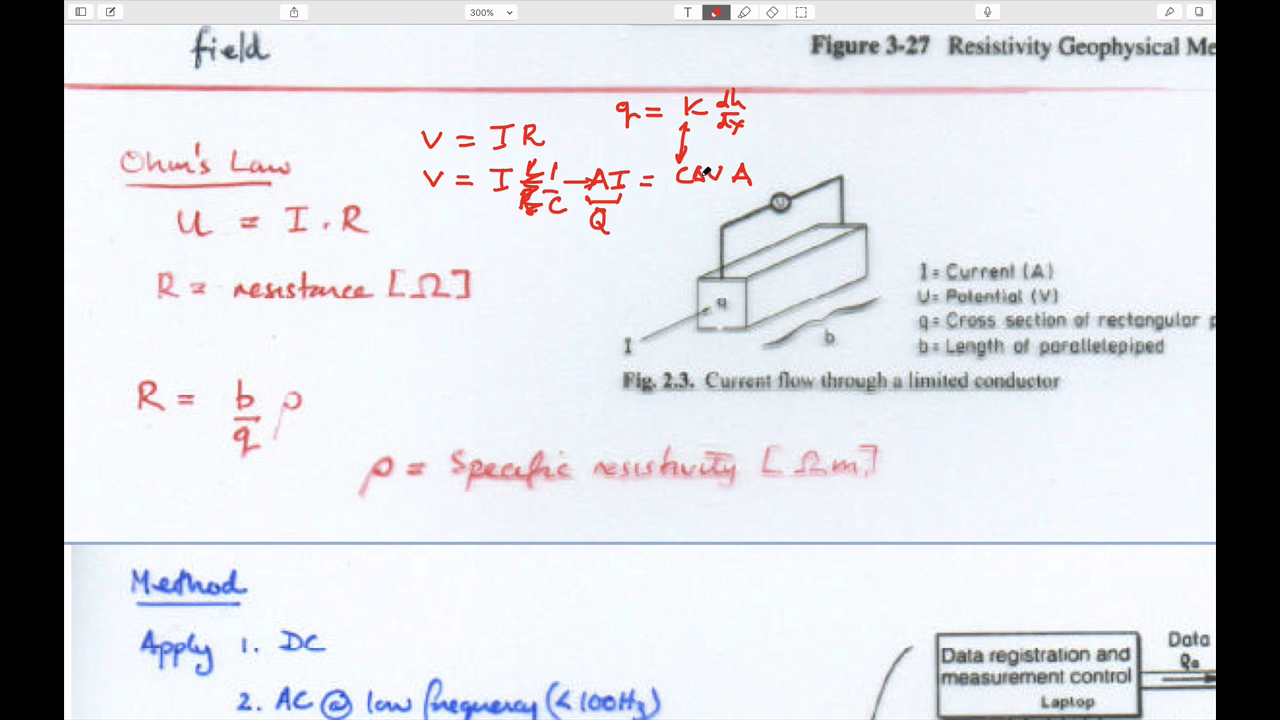 300%
T
field
Figure 3-27 Resistivity Geophysical Me
q = K dh/dx
V = I R
Ohm's Law
V = I 1/C → A I = C Δ V A
Q
U = I . R
R = resistance [Ω]
q
I
b
I = Current (A)
U = Potential (V)
q = Cross section of rectangular p
b = Length of parallelepiped
Fig. 2.3. Current flow through a limited conductor
R = b/q ρ
ρ = Specific resistivity [Ωm]
Method
Apply 1. DC
2. AC @ low frequency (<100Hz)
Data registration and
measurement control
Laptop
Data